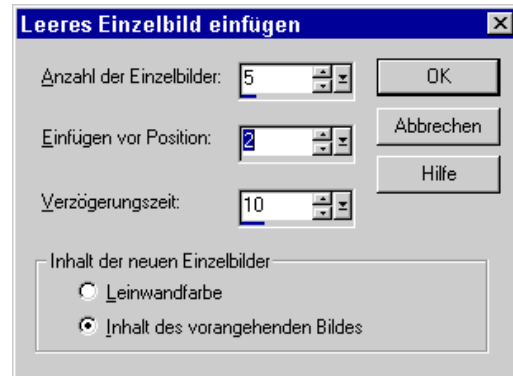 Leeres Einzelbild einfügen
Anzahl der Einzelbilder: 5
OK
Einfügen vor Position: 2
Abbrechen
Hilfe
Verzögerungszeit: 10
Inhalt der neuen Einzelbilder
Leinwandfarbe
Inhalt des vorangehenden Bildes